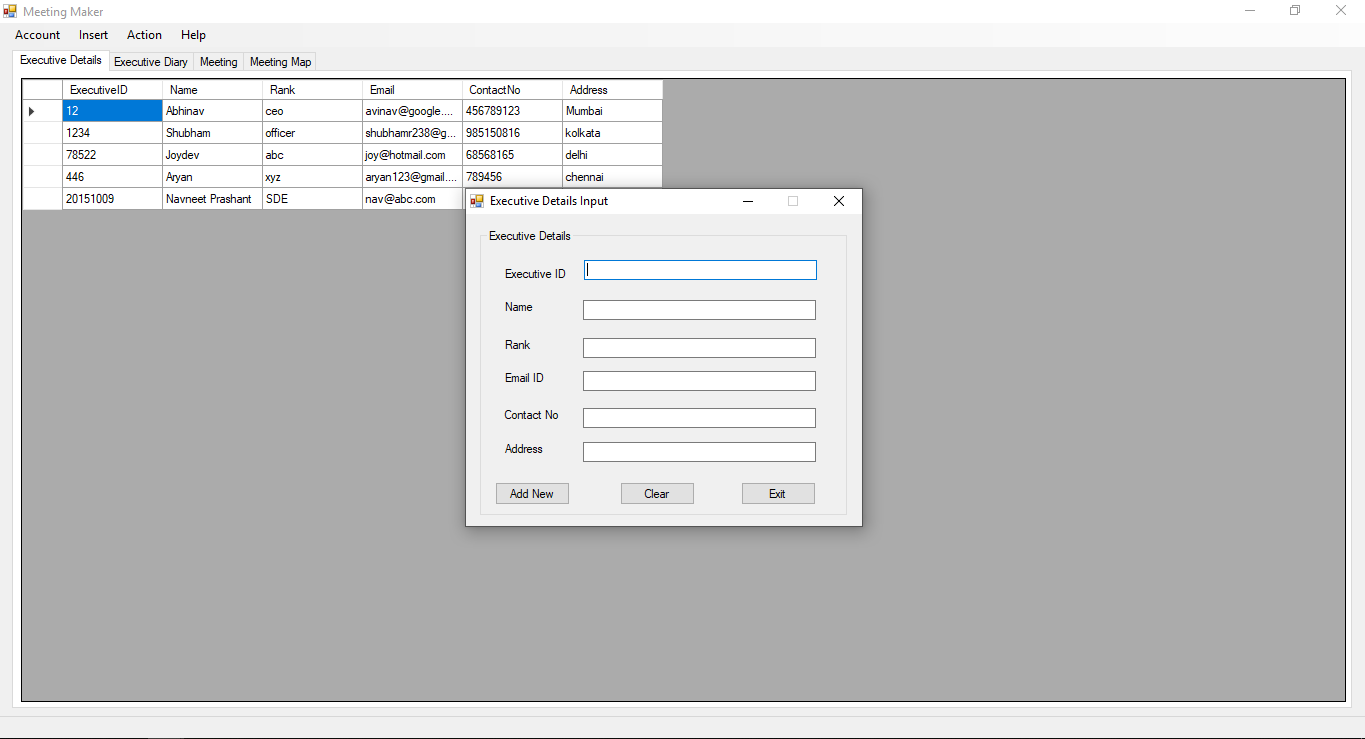 Meeting Maker
Account Insert Action Help
Executive Details Executive Diary Meeting Meeting Map
ExecutiveID Name Rank Email ContactNo Address
12 Abhinav ceo avinav@google.... 456789123 Mumbai
1234 Shubham officer shubhamr238@g... 985150816 kolkata
78522 Joydev abc joy@hotmail.com 68568165 delhi
446 Aryan xyz aryan123@gmail.... 789456 chennai
20151009 Navneet Prashant SDE nav@abc.com
Executive Details Input
Executive Details
Executive ID
Name
Rank
Email ID
Contact No
Address
Add New Clear Exit